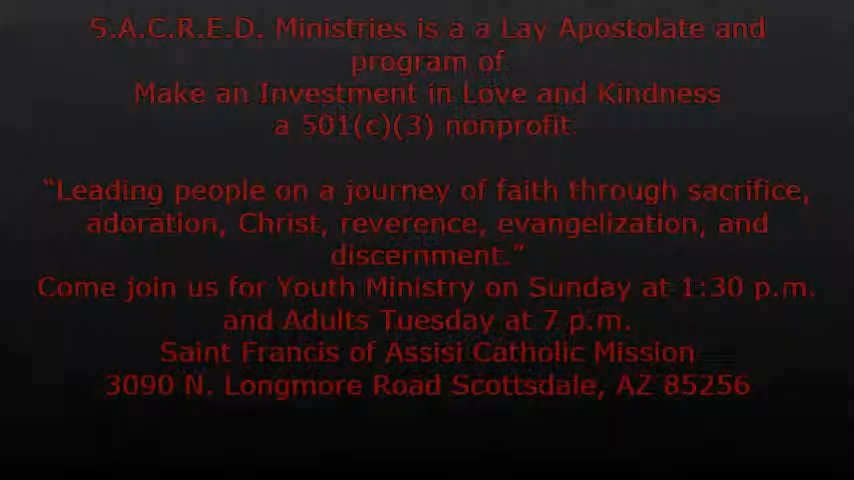 S.A.C.R.E.D. Ministries is a a Lay Apostolate and
program of
Make an Investment in Love and Kindness
a 501(c)(3) nonprofit.
“Leading people on a journey of faith through sacrifice,
adoration, Christ, reverence, evangelization, and
discernment.”
Come join us for Youth Ministry on Sunday at 1:30 p.m.
and Adults Tuesday at 7 p.m.
Saint Francis of Assisi Catholic Mission
3090 N. Longmore Road Scottsdale, AZ 85256